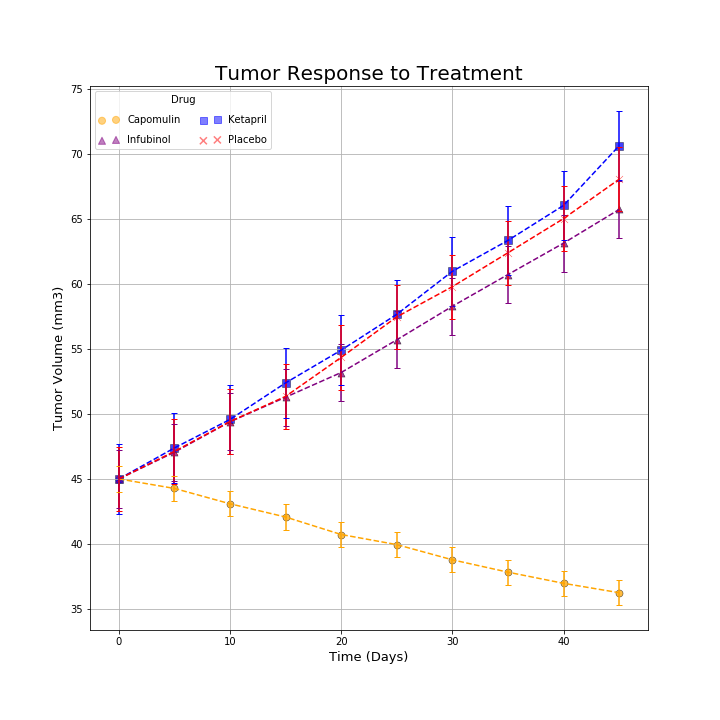 Tumor Response to Treatment
Drug
Capomulin
Ketapril
Infubinol
Placebo
75
70
65
60
55
50
45
40
35
Tumor Volume (mm3)
0
10
20
30
40
Time (Days)